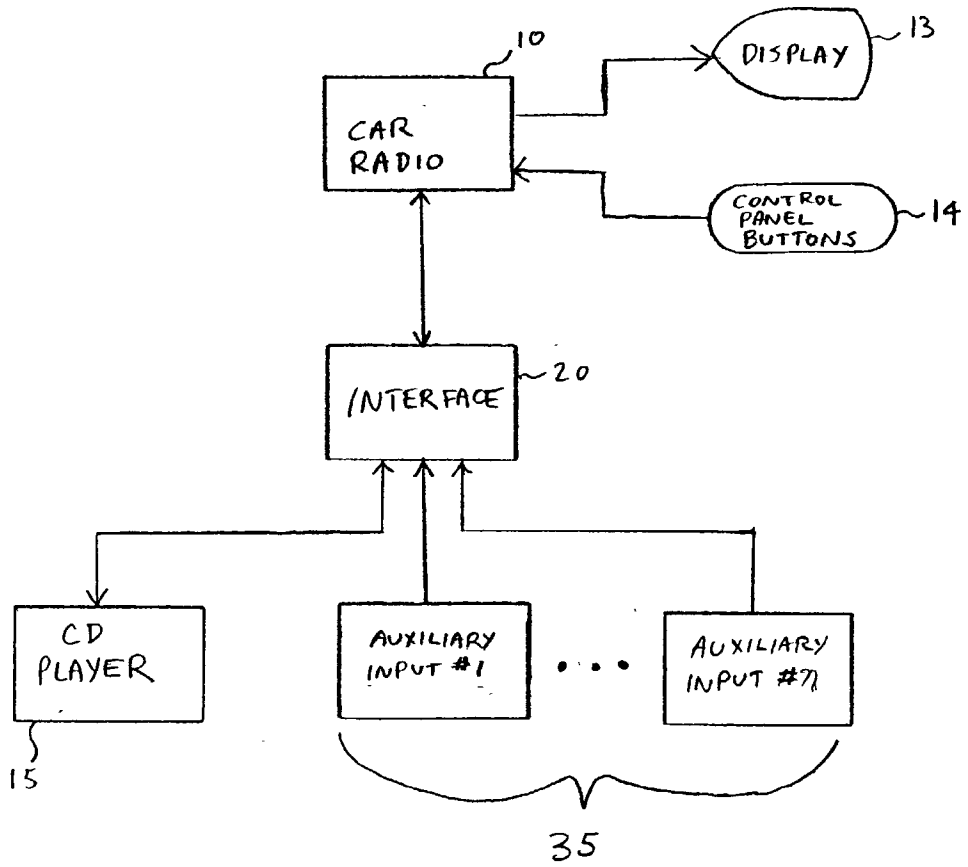 10
CAR
RADIO
DISPLAY
13
CONTROL
PANEL
BUTTONS
14
INTERFACE
20
CD
PLAYER
15
AUXILIARY
INPUT #1
AUXILIARY
INPUT #n
35